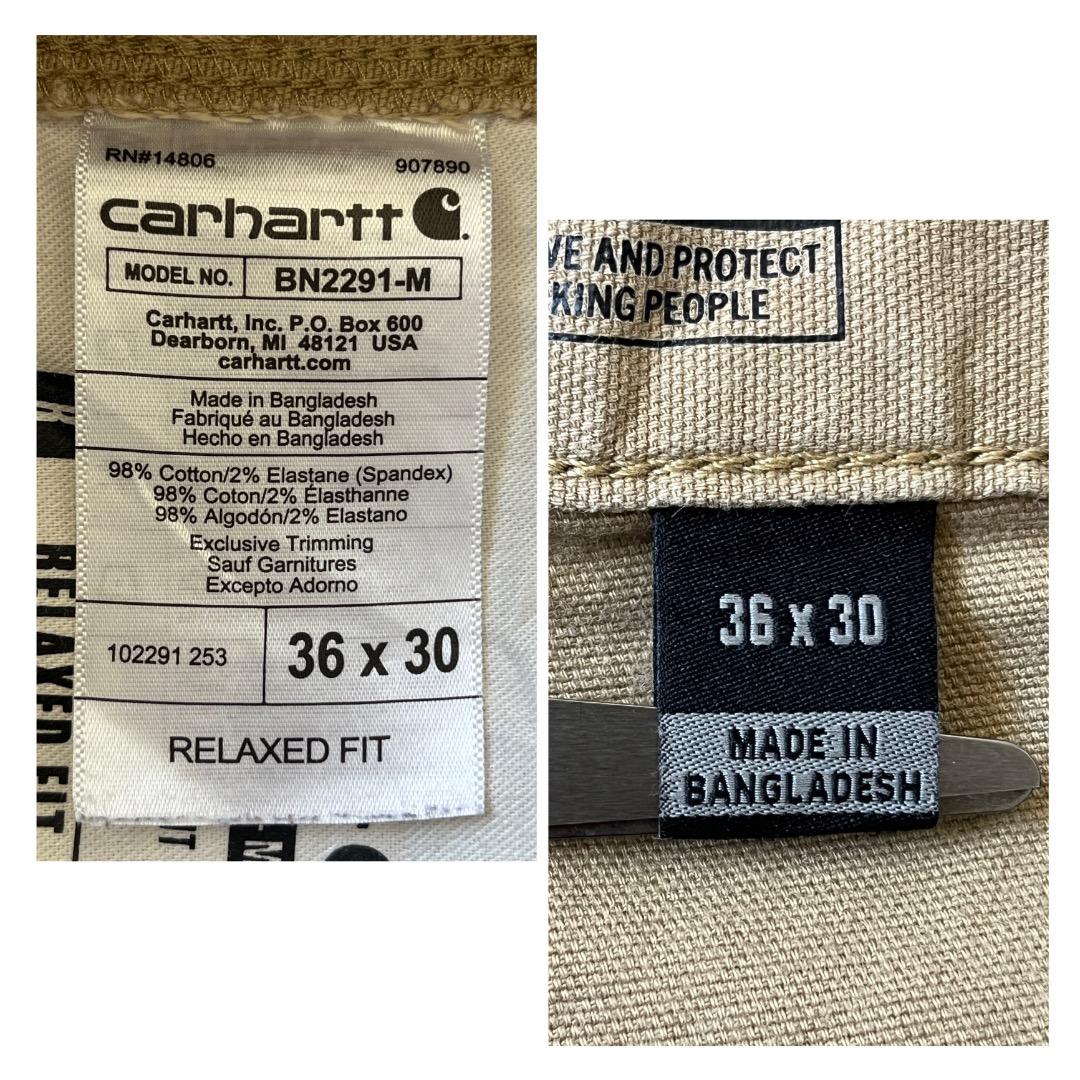 RN#14806
907890
carhartt
MODEL NO. BN2291-M
Carhartt, Inc. P.O. Box 600
Dearborn, MI 48121 USA
carhartt.com
Made in Bangladesh
Fabriqué au Bangladesh
Hecho en Bangladesh
98% Cotton/2% Elastane (Spandex)
98% Coton/2% Élasthanne
98% Algodón/2% Elastano
Exclusive Trimming
Sauf Garnitures
Excepto Adorno
102291 253
36 x 30
RELAXED FIT
RELAXED FIT
VE AND PROTECT
KING PEOPLE
36 x 30
MADE IN
BANGLADESH